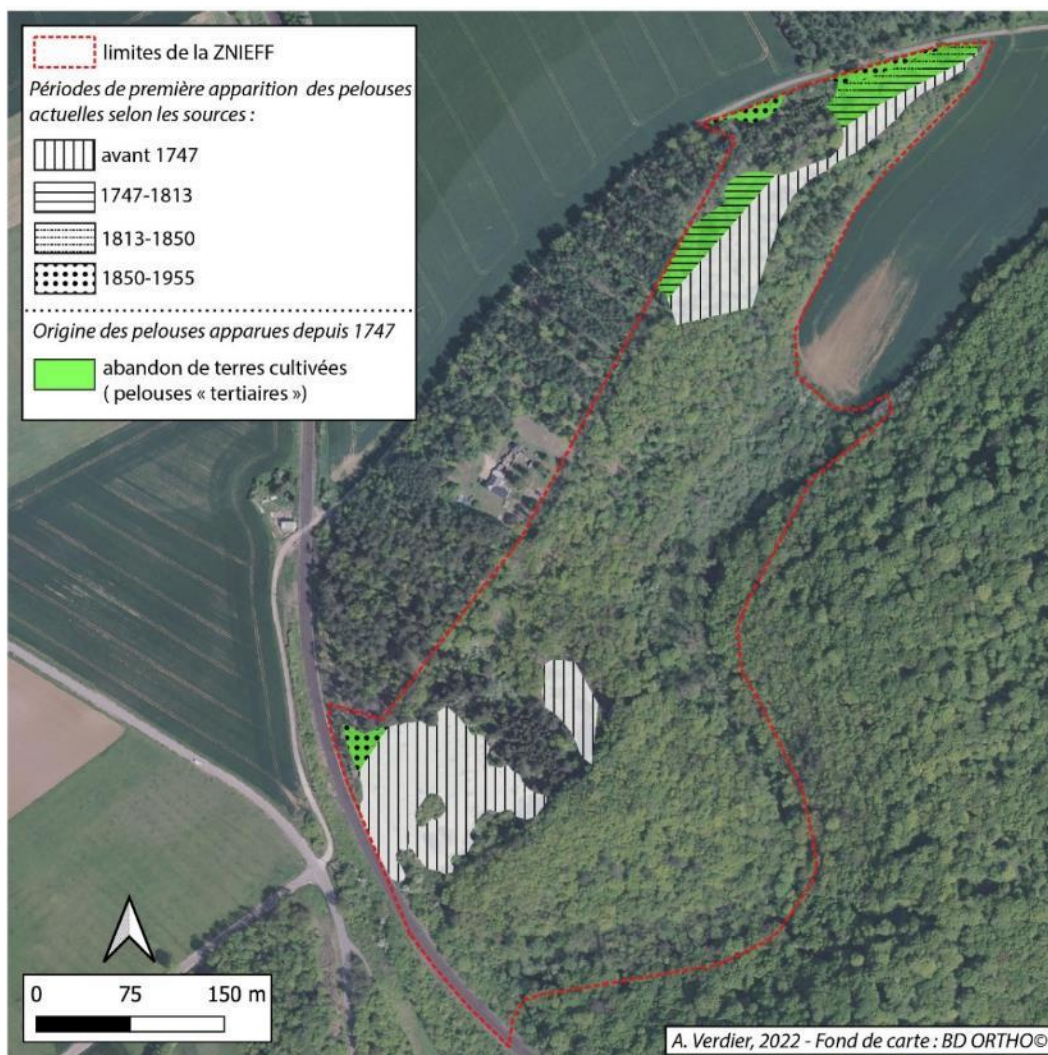 limites de la ZNIEFF
Périodes de première apparition des pelouses
actuelles selon les sources :
avant 1747
1747-1813
1813-1850
1850-1955
Origine des pelouses apparues depuis 1747
abandon de terres cultivées
( pelouses « tertiaires »)
0 75 150 m
A. Verdier, 2022 - Fond de carte : BD ORTHO©